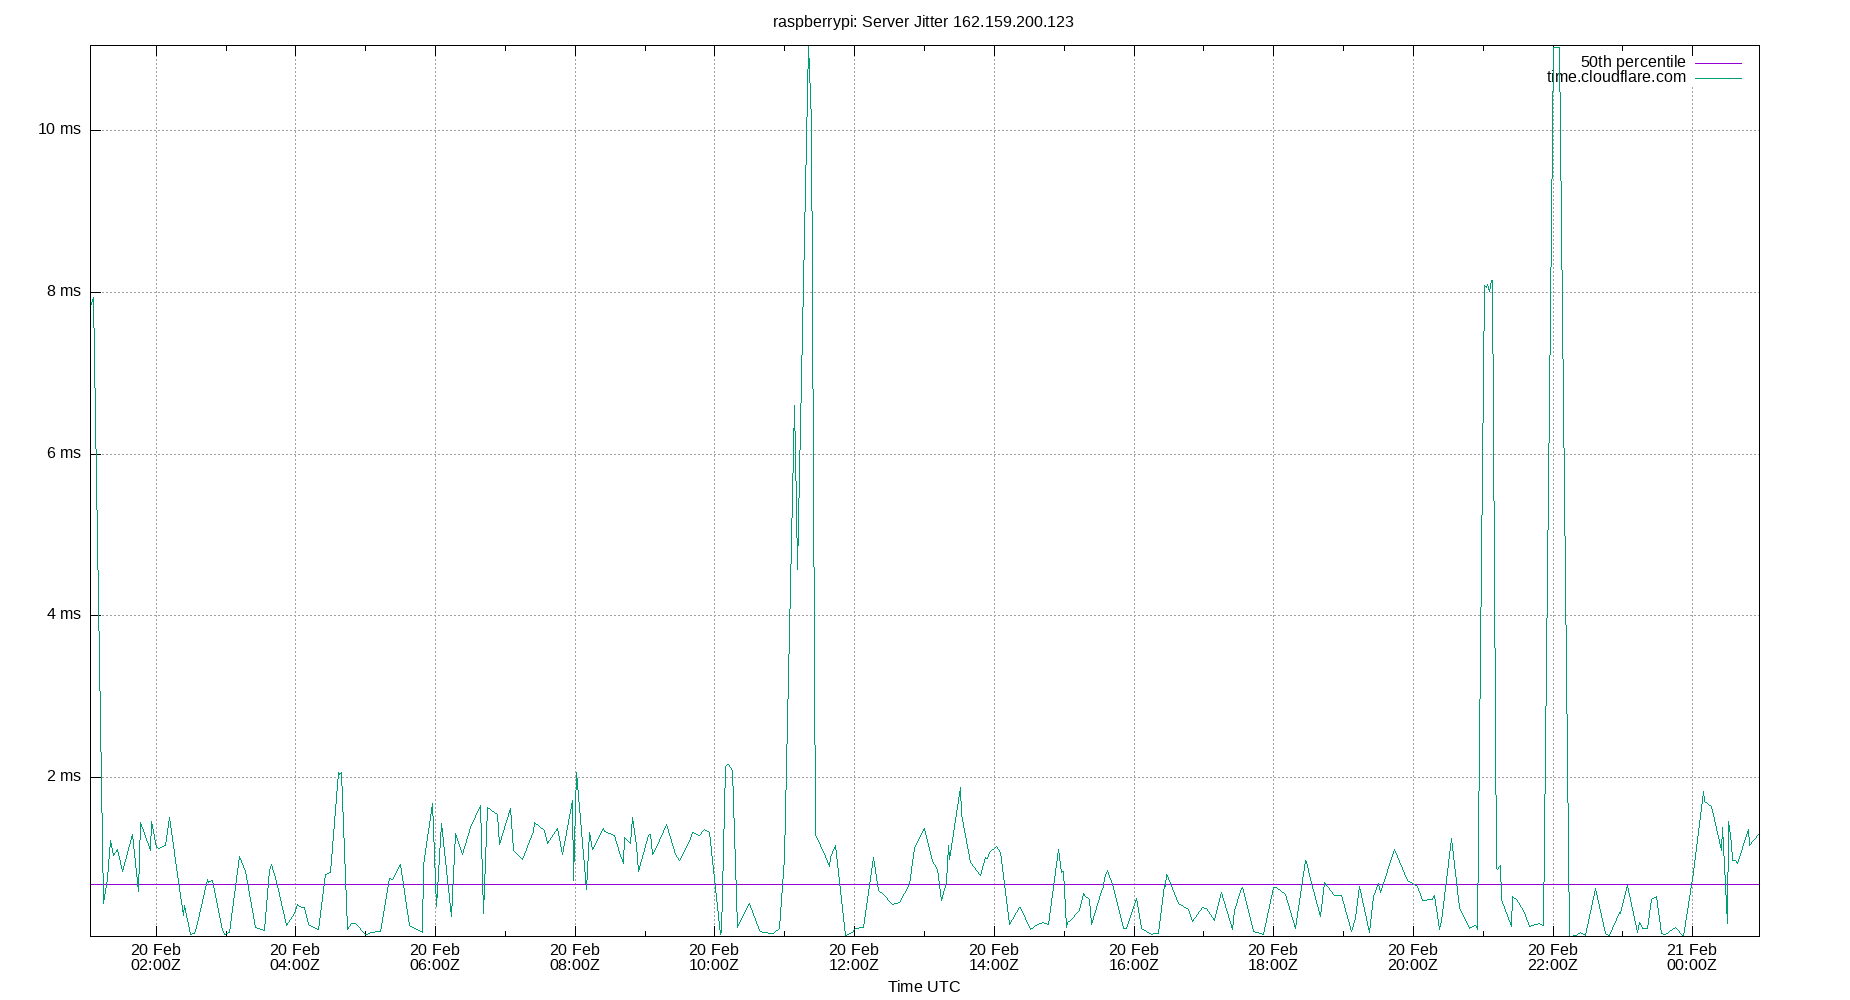 raspberrypi: Server Jitter 162.159.200.123
50th percentile
time.cloudflare.com
10 ms
8 ms
6 ms
4 ms
2 ms
20 Feb 20 Feb 20 Feb 20 Feb 20 Feb 20 Feb 20 Feb 20 Feb 20 Feb 20 Feb 20 Feb 21 Feb
02:00Z 04:00Z 06:00Z 08:00Z 10:00Z 12:00Z 14:00Z 16:00Z 18:00Z 20:00Z 22:00Z 00:00Z
Time UTC